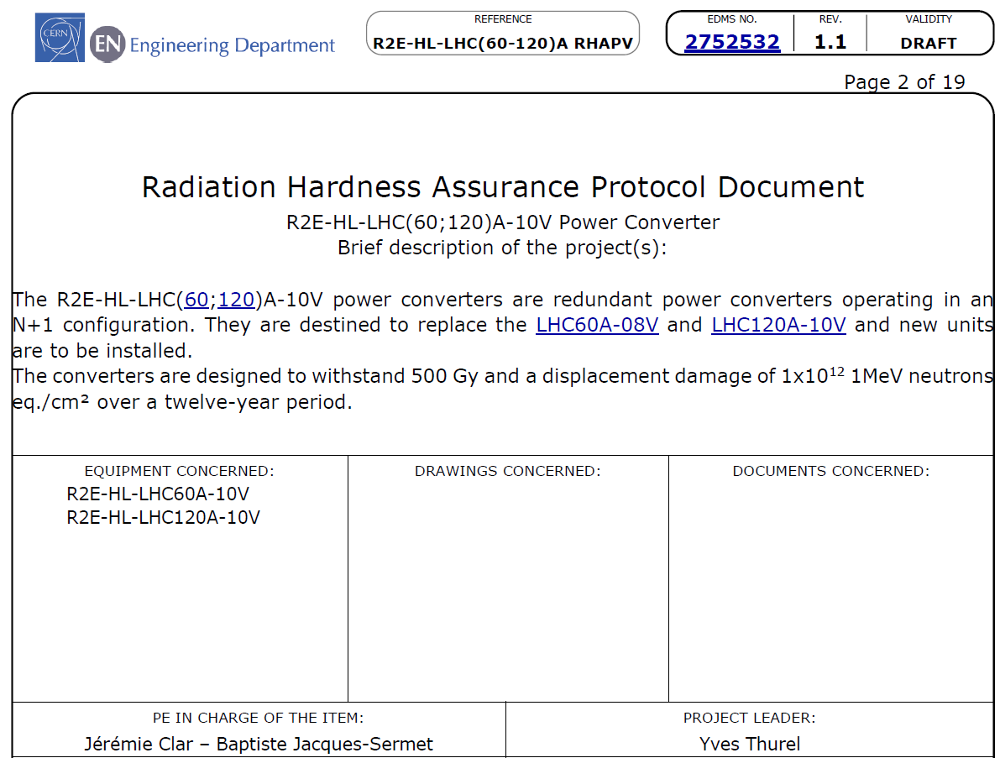 CERN
EN Engineering Department
REFERENCE
R2E-HL-LHC(60-120)A RHAPV
EDMS NO.
2752532
REV.
1.1
VALIDITY
DRAFT
Page 2 of 19
Radiation Hardness Assurance Protocol Document
R2E-HL-LHC(60;120)A-10V Power Converter
Brief description of the project(s):
The R2E-HL-LHC(60;120)A-10V power converters are redundant power converters operating in an
N+1 configuration. They are destined to replace the LHC60A-08V and LHC120A-10V and new units
are to be installed.
The converters are designed to withstand 500 Gy and a displacement damage of 1x10¹² 1MeV neutrons
eq./cm² over a twelve-year period.
EQUIPMENT CONCERNED:
R2E-HL-LHC60A-10V
R2E-HL-LHC120A-10V
DRAWINGS CONCERNED:
DOCUMENTS CONCERNED:
PE IN CHARGE OF THE ITEM:
Jérémie Clar – Baptiste Jacques-Sermet
PROJECT LEADER:
Yves Thurel